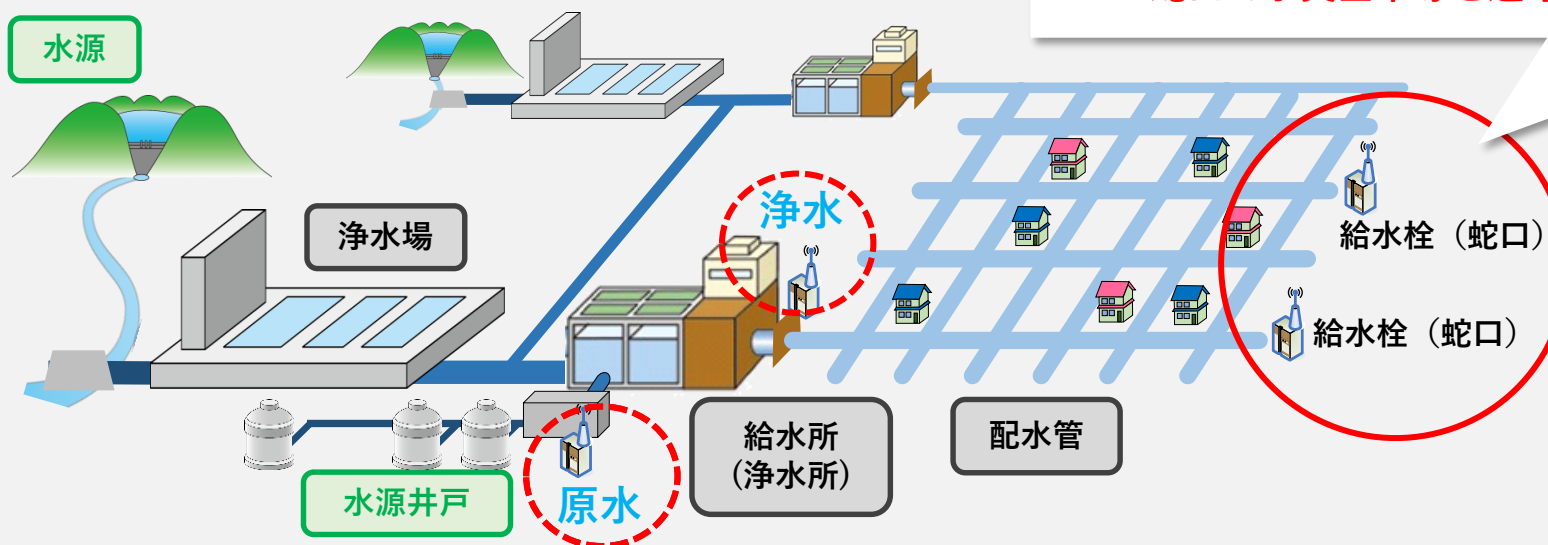 水源
浄水場
浄水
給水栓（蛇口）
給水栓（蛇口）
給水所
(浄水所)
配水管
水源井戸
原水